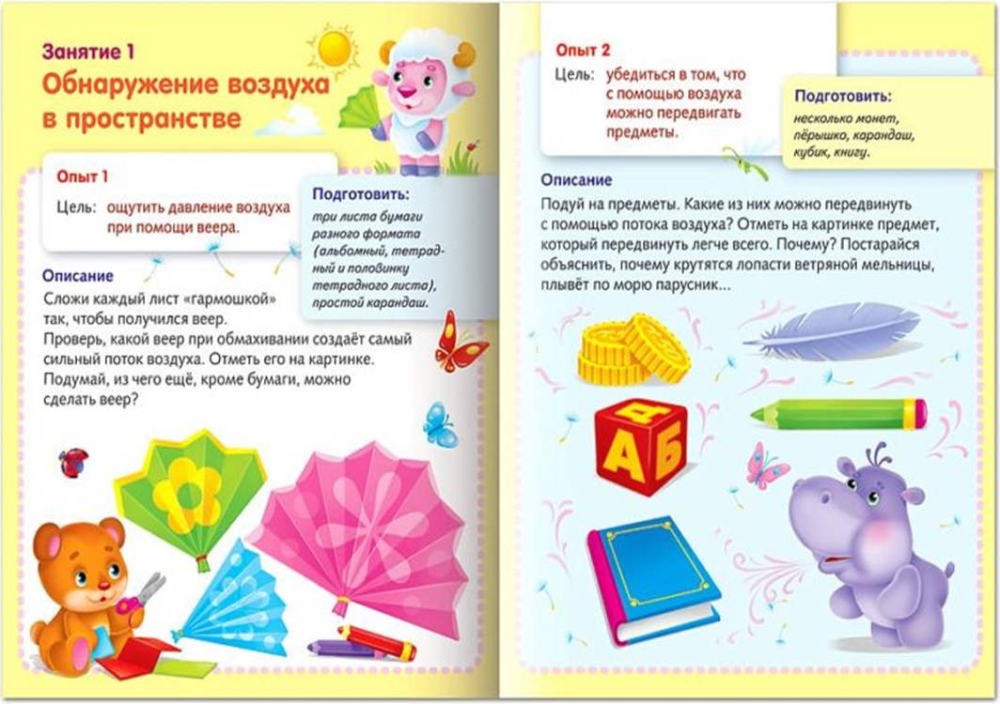 Занятие 1
Обнаружение воздуха
в пространстве
Опыт 1
Цель: ощутить давление воздуха
при помощи веера.
Подготовить:
три листа бумаги
разного формата
(альбомный, тетрад-
ный и половинку
тетрадного листа),
простой карандаш.
Описание
Сложи каждый лист «гармошкой»
так, чтобы получился веер.
Проверь, какой веер при обмахивании создаёт самый
сильный поток воздуха. Отметь его на картинке.
Подумай, из чего ещё, кроме бумаги, можно
сделать веер?
Опыт 2
Цель: убедиться в том, что
с помощью воздуха
можно передвигать
предметы.
Подготовить:
несколько монет,
пёрышко, карандаш,
кубик, книгу.
Описание
Подуй на предметы. Какие из них можно передвинуть
с помощью потока воздуха? Отметь на картинке предмет,
который передвинуть легче всего. Почему? Постарайся
объяснить, почему крутятся лопасти ветряной мельницы,
плывёт по морю парусник...
Д
А Б